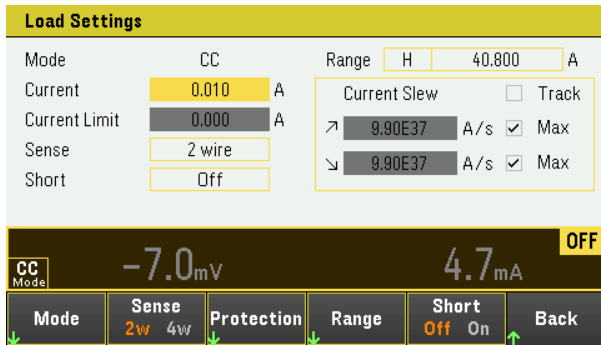 Load Settings
Mode CC Range H 40.800 A
Current 0.010 A Current Slew Track
Current Limit 0.000 A ↗ 9.90E37 A/s ✓ Max
Sense 2 wire ↘ 9.90E37 A/s ✓ Max
Short Off
OFF
CC Mode −7.0mV 4.7mA
Mode Sense 2w 4w Protection Range Short Off On Back